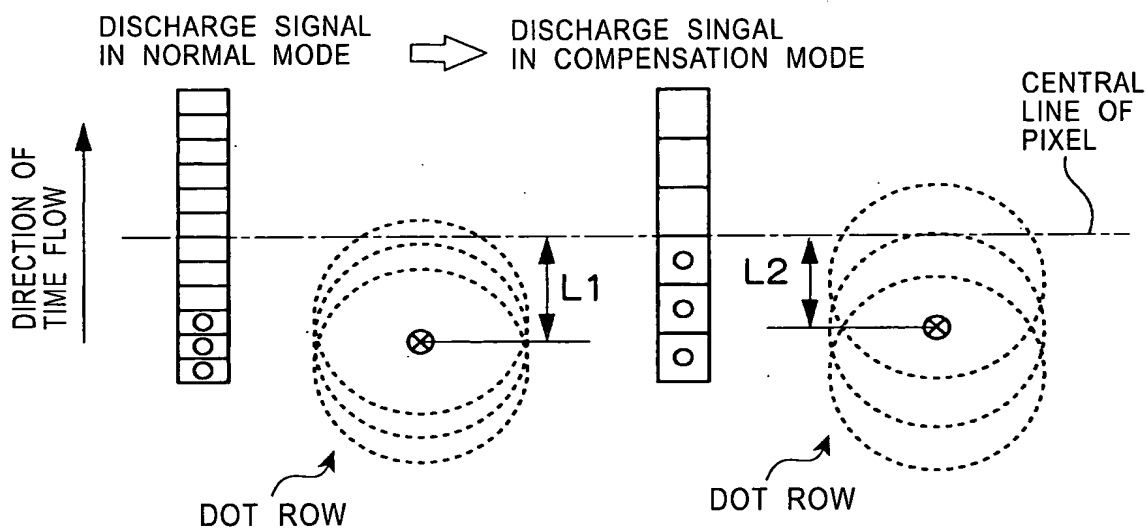 DISCHARGE SIGNAL
IN NORMAL MODE
DISCHARGE SINGAL
IN COMPENSATION MODE
CENTRAL
LINE OF
PIXEL
DIRECTION OF
TIME FLOW
L1
L2
DOT ROW
DOT ROW